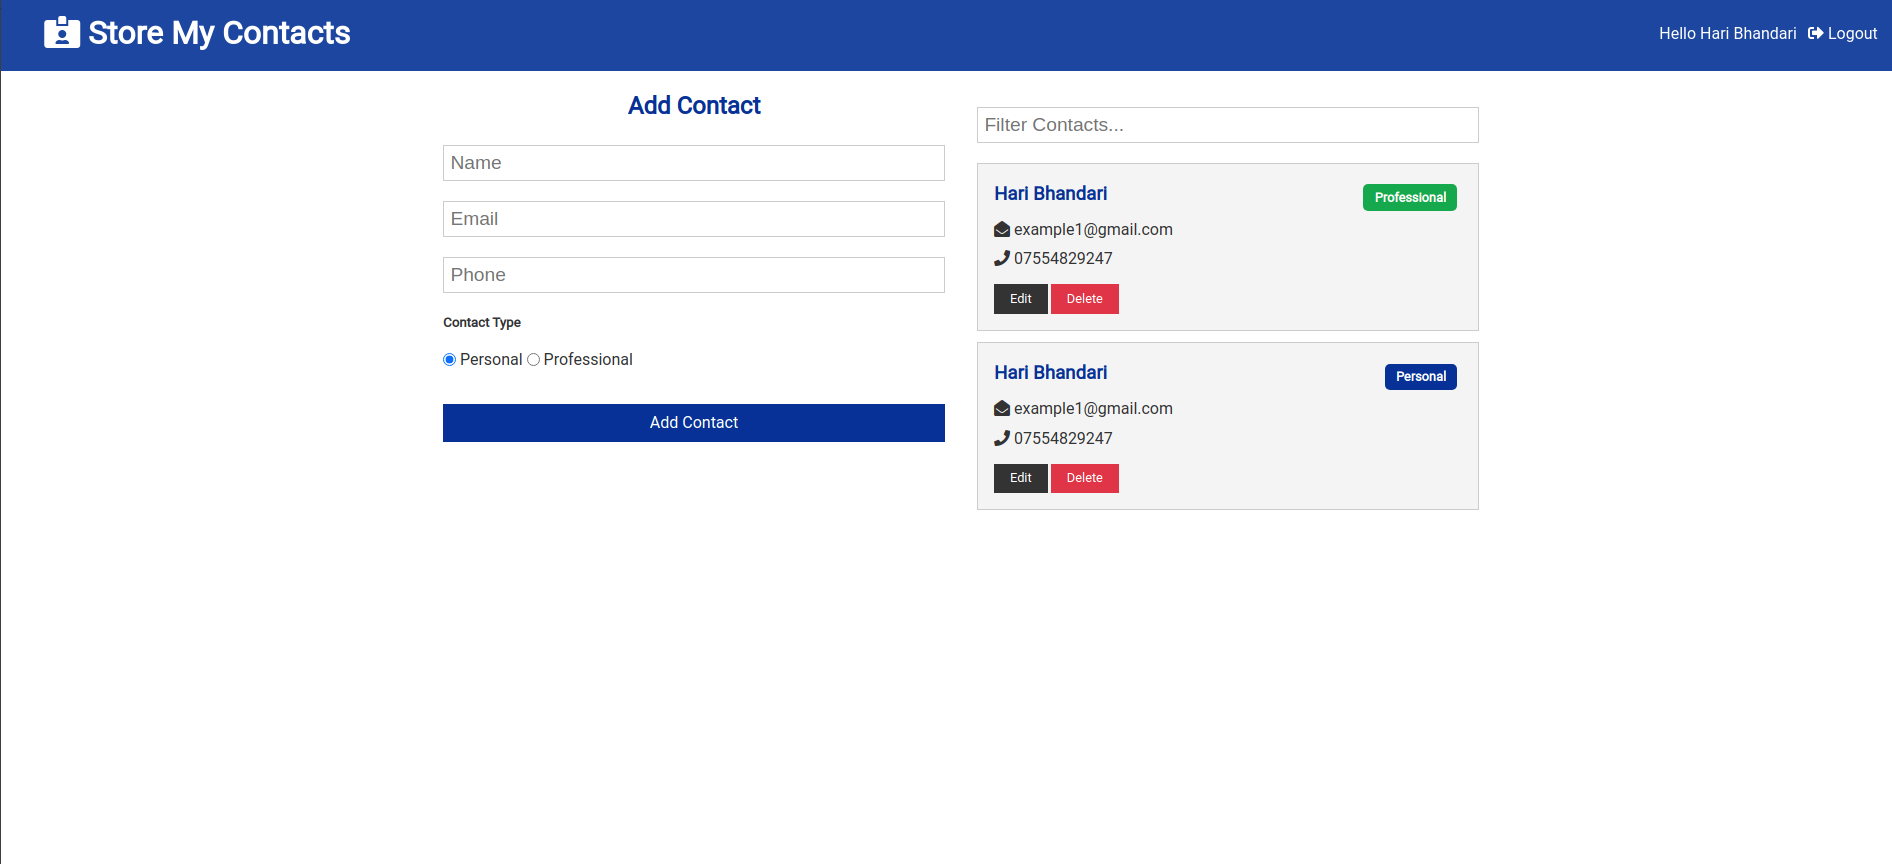 Store My Contacts
Hello Hari Bhandari Logout
Add Contact
Name
Email
Phone
Contact Type
Personal Professional
Add Contact
Filter Contacts...
Hari Bhandari Professional
example1@gmail.com
07554829247
Edit Delete
Hari Bhandari Personal
example1@gmail.com
07554829247
Edit Delete